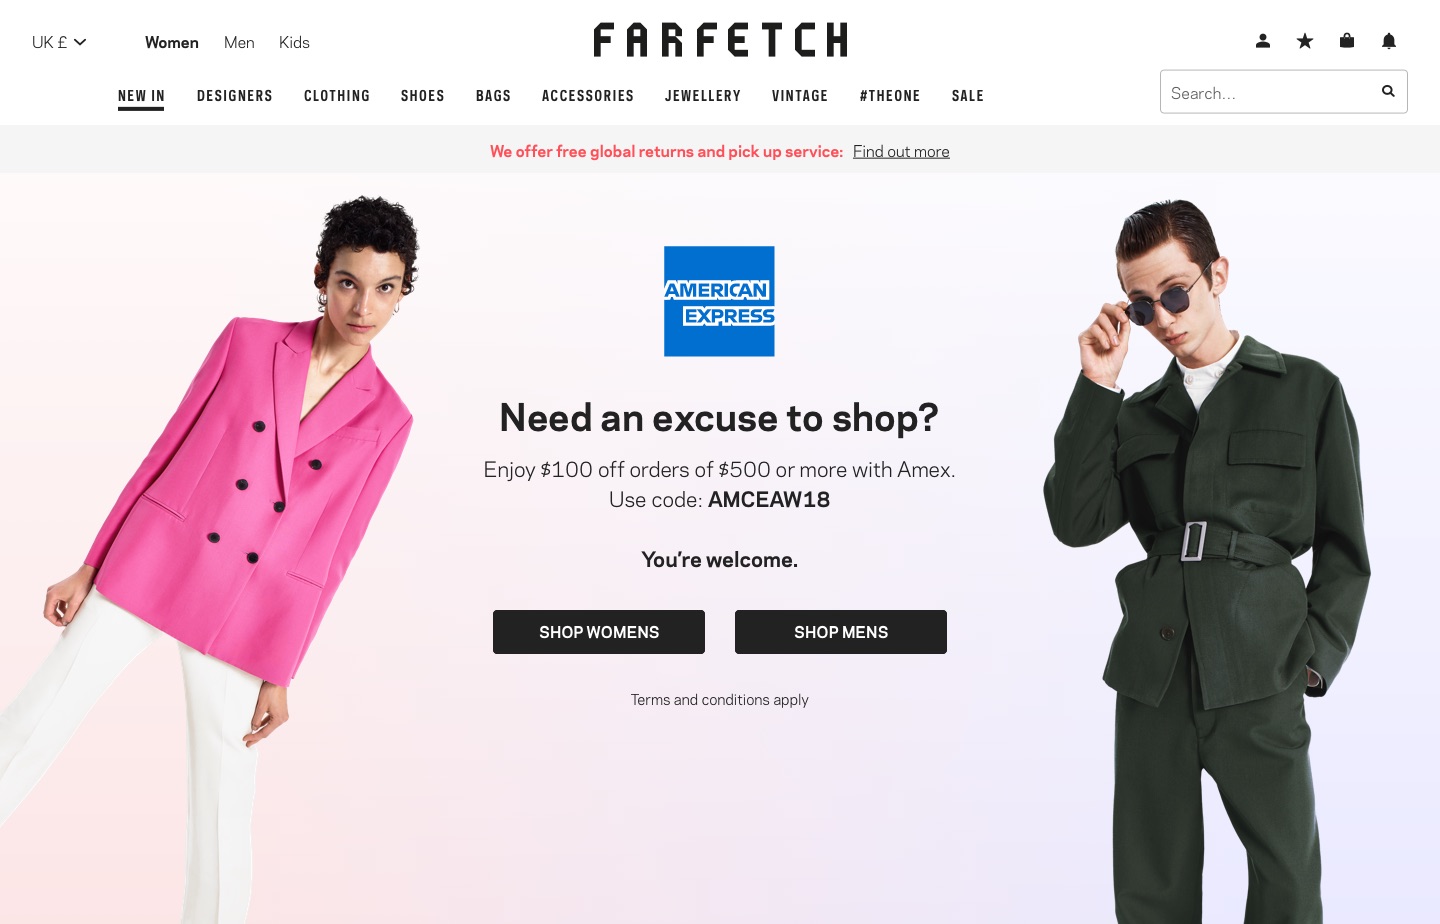 UK £
Women Men Kids
FARFETCH
NEW IN DESIGNERS CLOTHING SHOES BAGS ACCESSORIES JEWELLERY VINTAGE #THEONE SALE
Search...
We offer free global returns and pick up service: Find out more
AMERICAN
EXPRESS
Need an excuse to shop?
Enjoy $100 off orders of $500 or more with Amex.
Use code: AMCEAW18
You're welcome.
SHOP WOMENS SHOP MENS
Terms and conditions apply